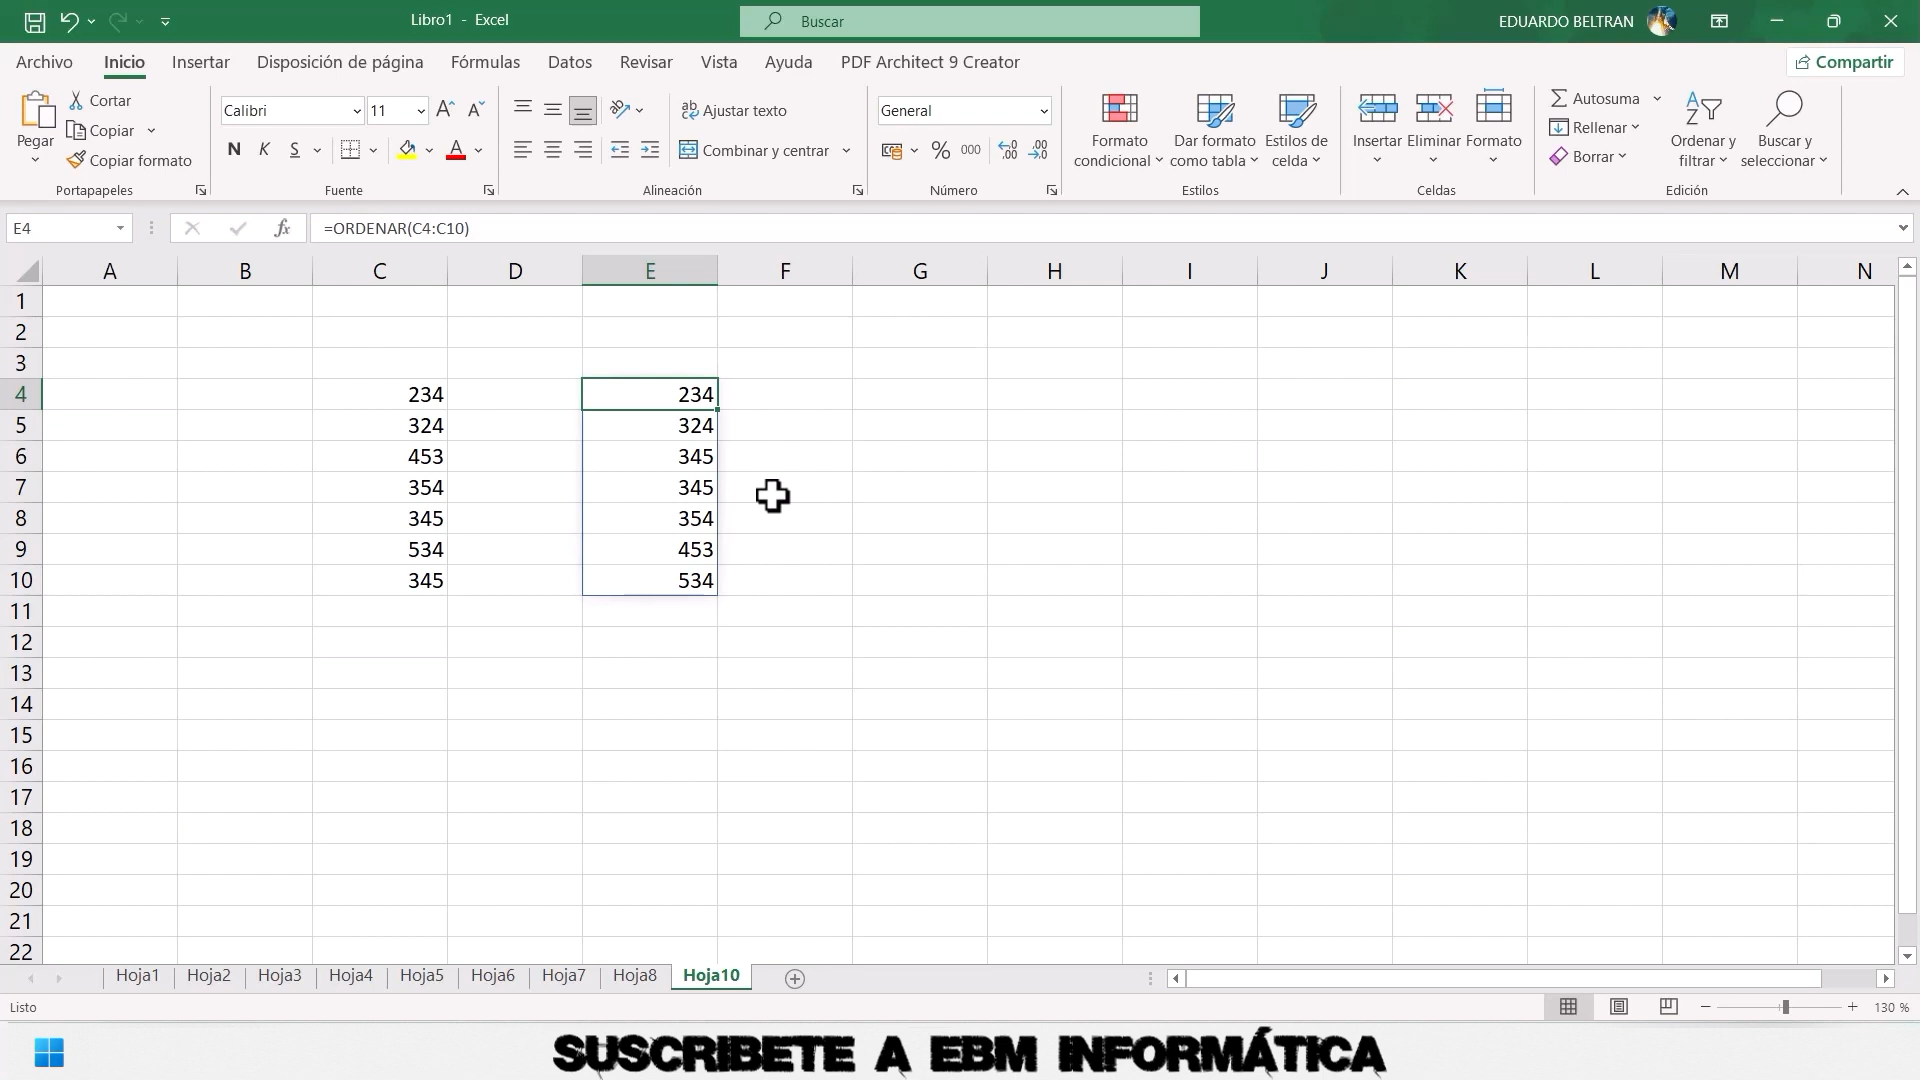 Libro1 - Excel
Buscar
EDUARDO BELTRAN
Archivo Inicio Insertar Disposición de página Fórmulas Datos Revisar Vista Ayuda PDF Architect 9 Creator
Compartir
Pegar
Cortar
Copiar
Copiar formato
Portapapeles
Calibri 11
N K S
Fuente
Ajustar texto
Combinar y centrar
Alineación
General
% 000
Número
Formato condicional
Dar formato como tabla
Estilos de celda
Estilos
Insertar Eliminar Formato
Celdas
Autosuma
Rellenar
Borrar
Ordenar y filtrar
Buscar y seleccionar
Edición
E4
fx
=ORDENAR(C4:C10)
A B C D E F G H I J K L M N
1
2
3
4 234 234
5 324 324
6 453 345
7 354 345
8 345 354
9 534 453
10 345 534
11
12
13
14
15
16
17
18
19
20
21
22
Hoja1 Hoja2 Hoja3 Hoja4 Hoja5 Hoja6 Hoja7 Hoja8 Hoja10
Listo
130 %
SUSCRIBETE A EBM INFORMÁTICA